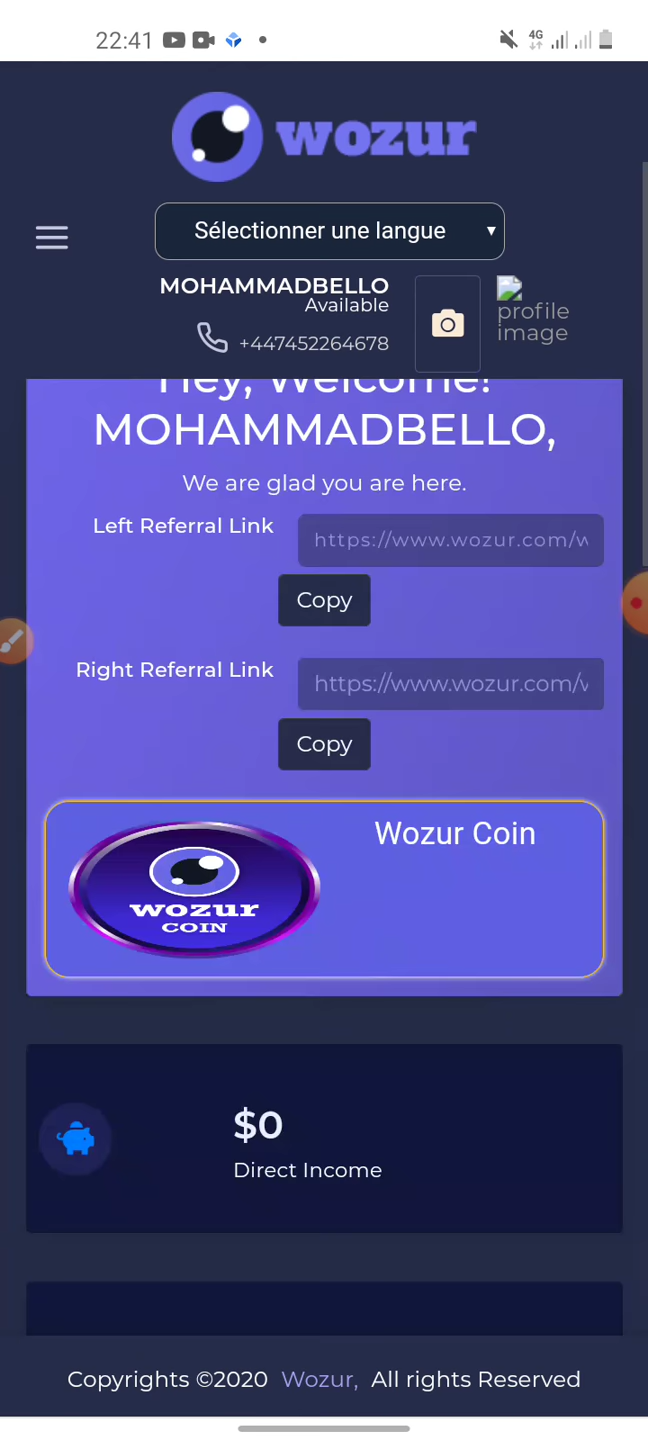 22:41
4G
wozur
Sélectionner une langue
MOHAMMADBELLO
Available
+447452264678
profile
image
Hey, Welcome!
MOHAMMADBELLO,
We are glad you are here.
Left Referral Link
https://www.wozur.com/w
Copy
Right Referral Link
https://www.wozur.com/
Copy
Wozur Coin
wozur
COIN
$0
Direct Income
Copyrights ©2020 Wozur, All rights Reserved